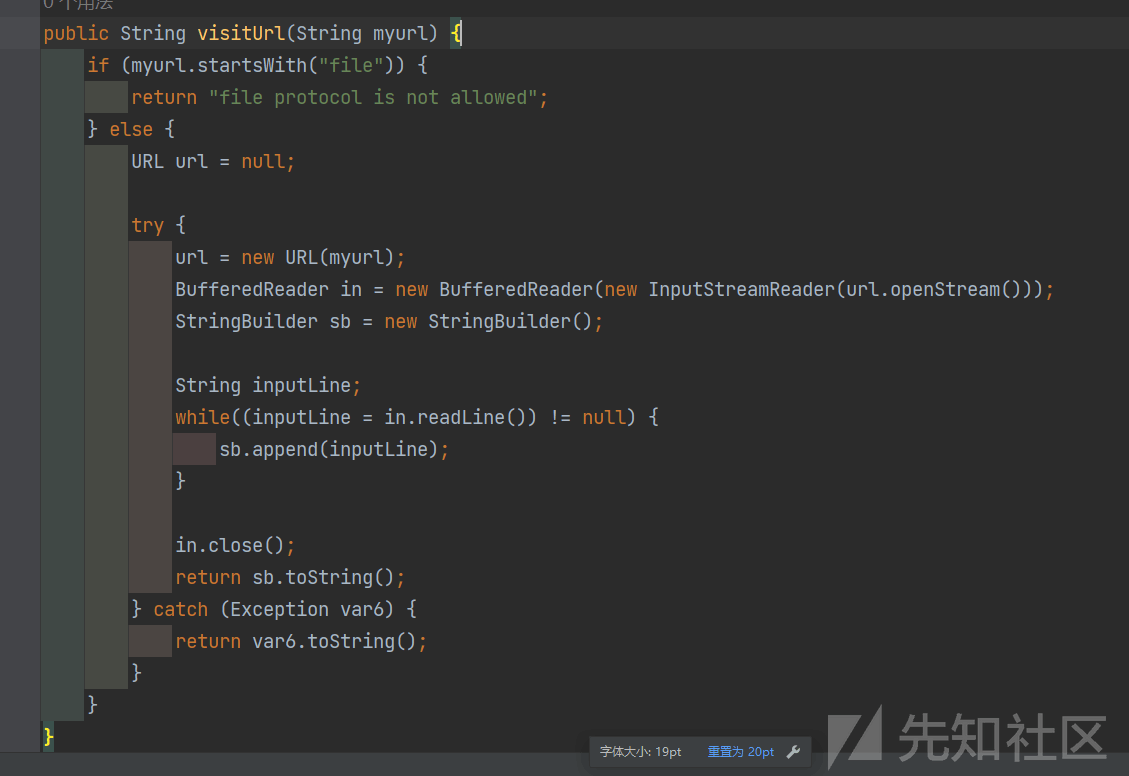 0 个用法
public String visitUrl(String myurl) {
if (myurl.startsWith("file")) {
return "file protocol is not allowed";
} else {
URL url = null;
try {
url = new URL(myurl);
BufferedReader in = new BufferedReader(new InputStreamReader(url.openStream()));
StringBuilder sb = new StringBuilder();
String inputLine;
while((inputLine = in.readLine()) != null) {
sb.append(inputLine);
}
in.close();
return sb.toString();
} catch (Exception var6) {
return var6.toString();
}
}
}
字体大小: 19pt 重置为 20pt
先知社区